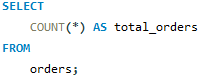 SELECT
    COUNT(*) AS total_orders
FROM
    orders;